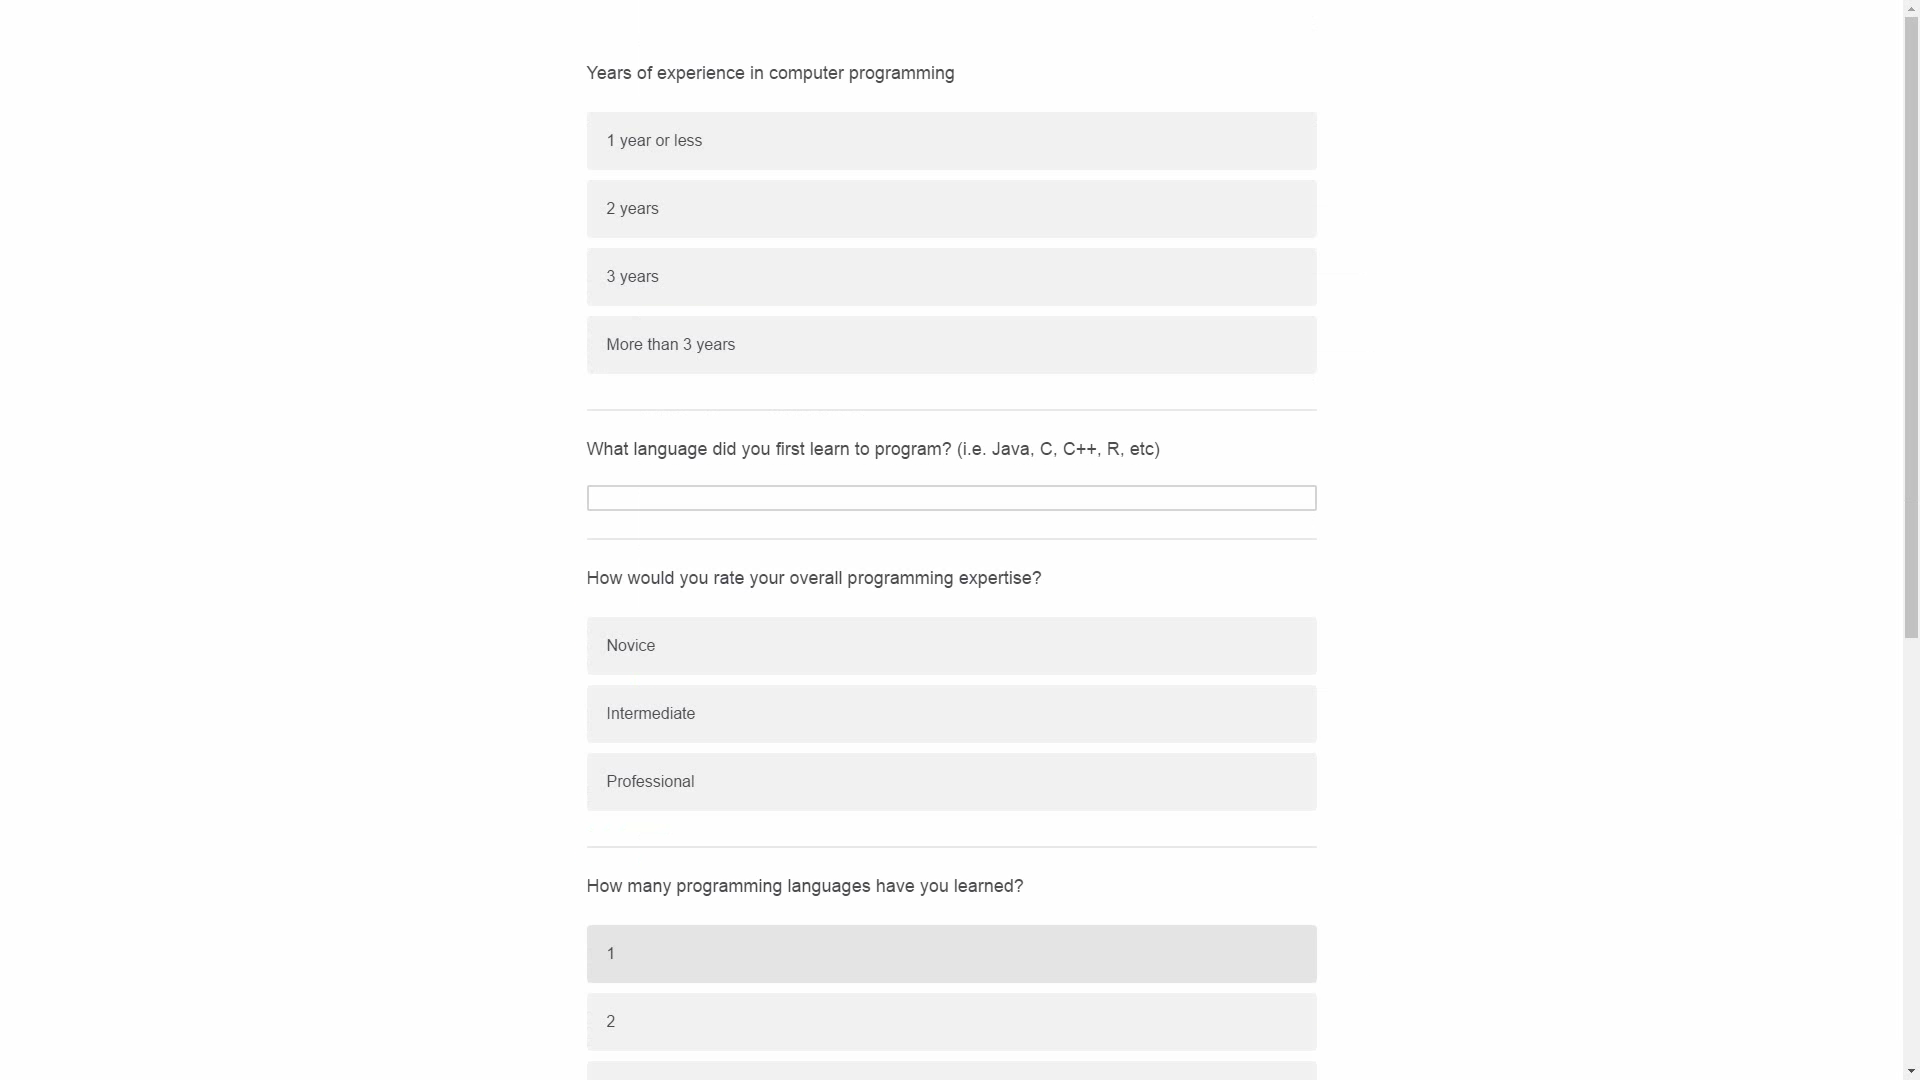 Years of experience in computer programming
1 year or less
2 years
3 years
More than 3 years
What language did you first learn to program? (i.e. Java, C, C++, R, etc)
How would you rate your overall programming expertise?
Novice
Intermediate
Professional
How many programming languages have you learned?
1
2